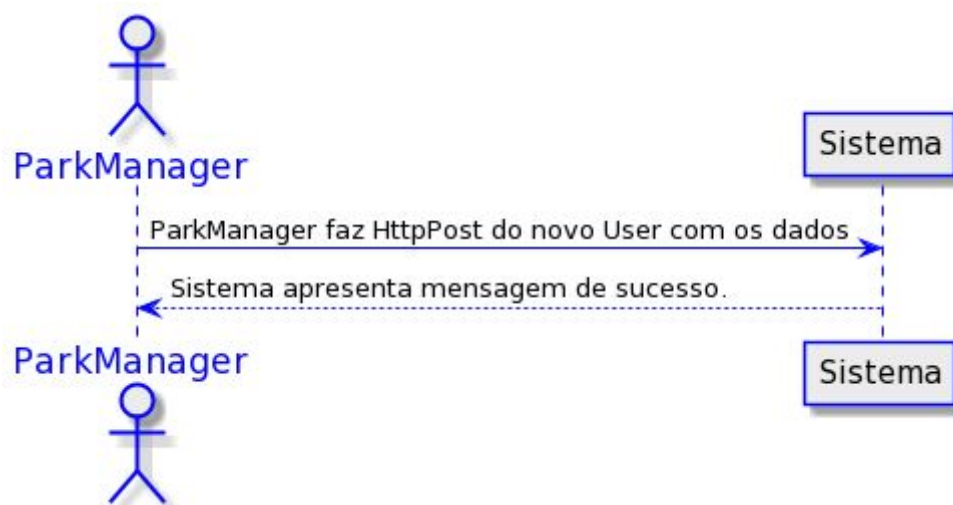 ParkManager
Sistema
ParkManager faz HttpPost do novo User com os dados
Sistema apresenta mensagem de sucesso.
ParkManager
Sistema